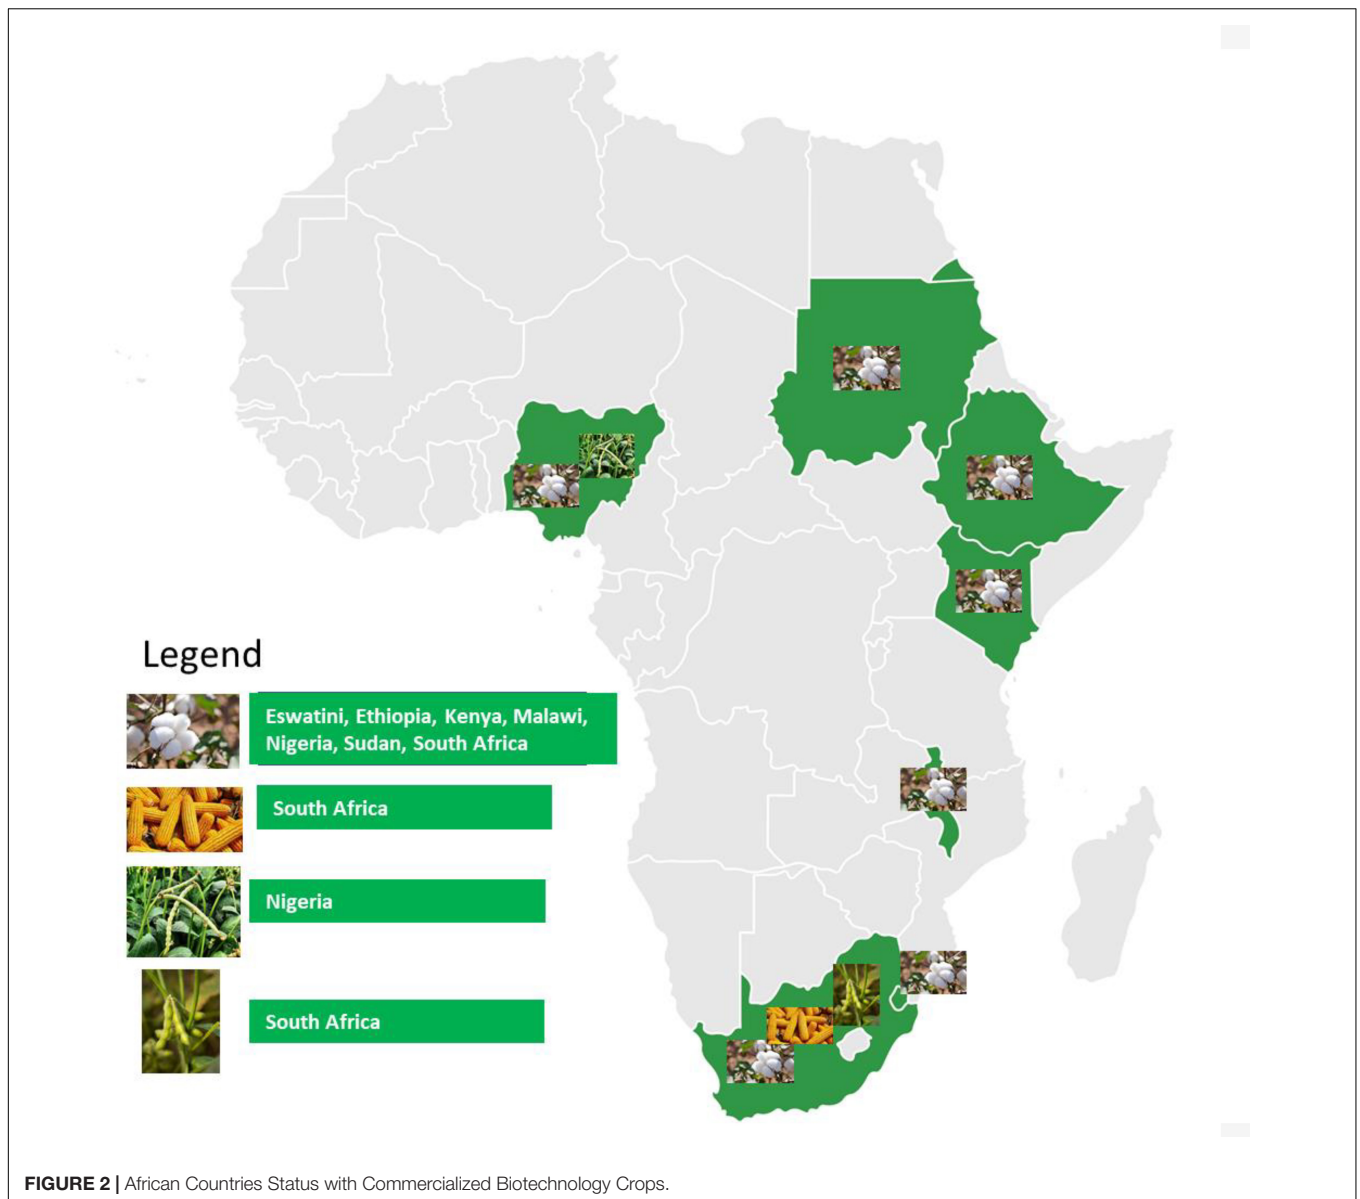 Legend
Eswatini, Ethiopia, Kenya, Malawi,
Nigeria, Sudan, South Africa
South Africa
Nigeria
South Africa
FIGURE 2 | African Countries Status with Commercialized Biotechnology Crops.